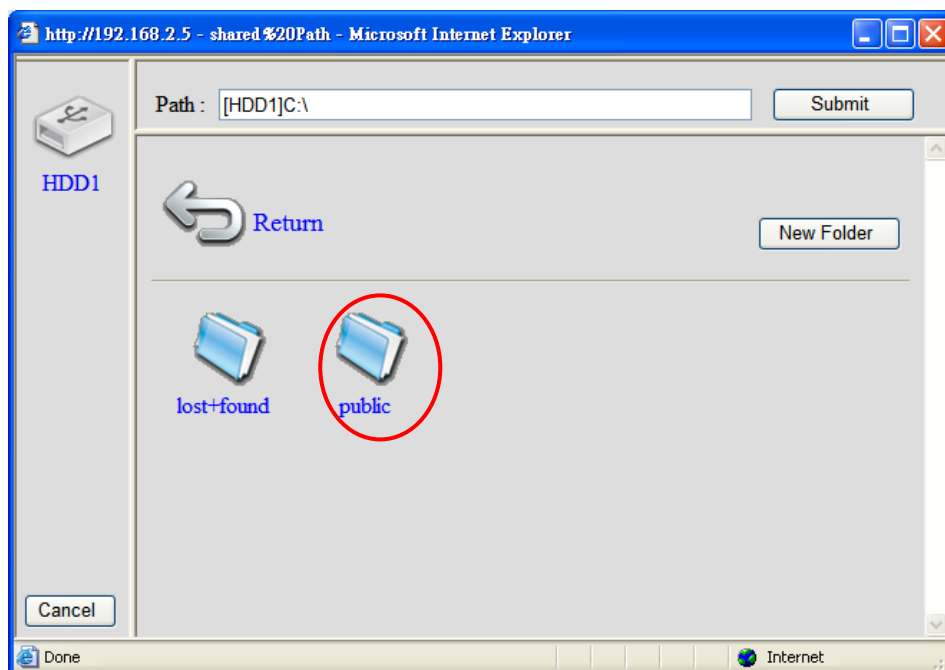 http://192.168.2.5 - shared%20Path - Microsoft Internet Explorer
Path : [HDD1]C:\ Submit
HDD1
Return
New Folder
lost+found public
Cancel
Done Internet